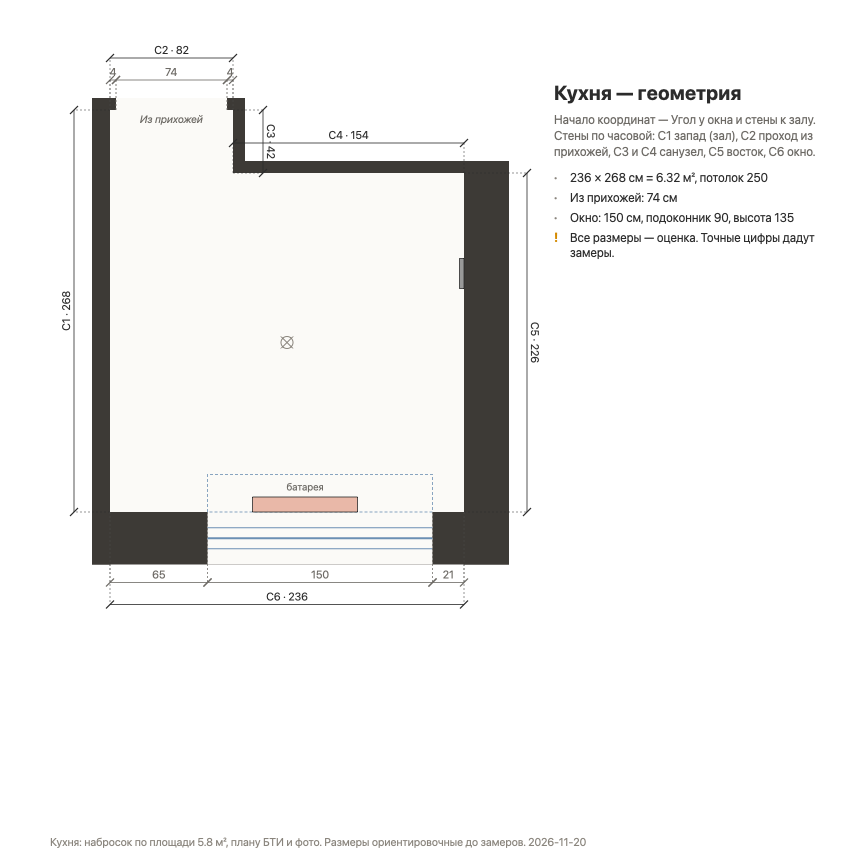 С2 · 82
4
74
4
Из прихожей
С3 · 42
С4 · 154
С1 · 268
С5 · 226
батарея
65
150
21
С6 · 236
Кухня — геометрия
Начало координат — Угол у окна и стены к залу.
Стены по часовой: С1 запад (зал), С2 проход из
прихожей, С3 и С4 санузел, С5 восток, С6 окно.
· 236 × 268 см = 6.32 м², потолок 250
· Из прихожей: 74 см
· Окно: 150 см, подоконник 90, высота 135
! Все размеры — оценка. Точные цифры дадут
замеры.
Кухня: набросок по площади 5.8 м², плану БТИ и фото. Размеры ориентировочные до замеров. 2026-11-20